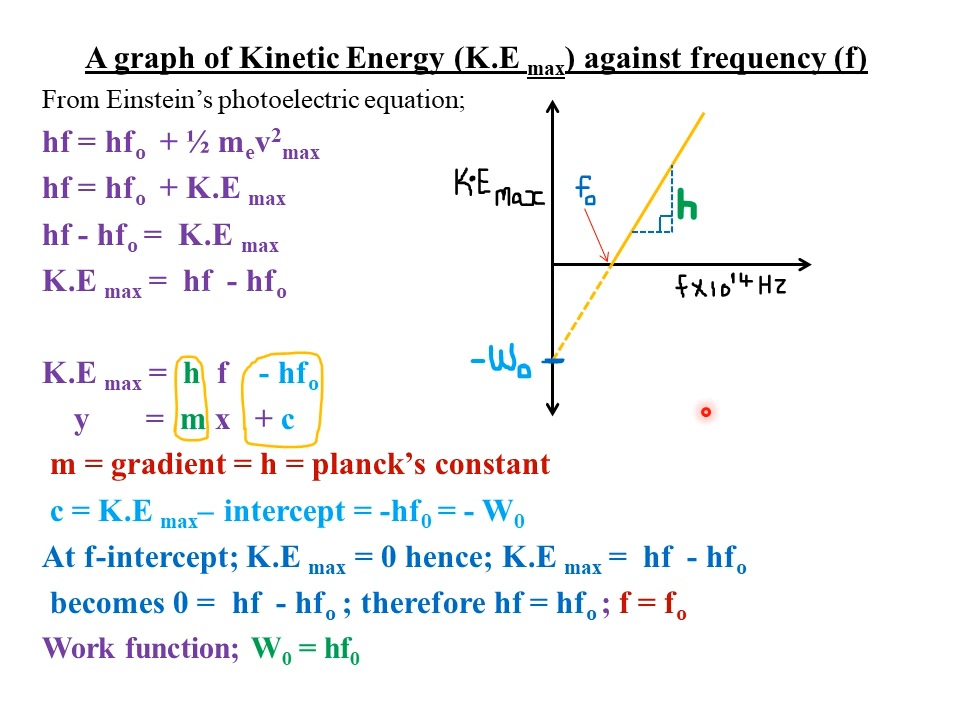 A graph of Kinetic Energy (K.E max) against frequency (f)
From Einstein’s photoelectric equation;
hf = hfo + ½ mev²max
hf = hfo + K.E max
hf - hfo = K.E max
K.E max = hf - hfo
K.E max = h f - hfo
y = m x + c
K.E Max
fo
h
f×10¹⁴Hz
-Wo
m = gradient = h = planck’s constant
c = K.E max– intercept = -hf0 = - W0
At f-intercept; K.E max = 0 hence; K.E max = hf - hfo
becomes 0 = hf - hfo ; therefore hf = hfo ; f = fo
Work function; W0 = hf0